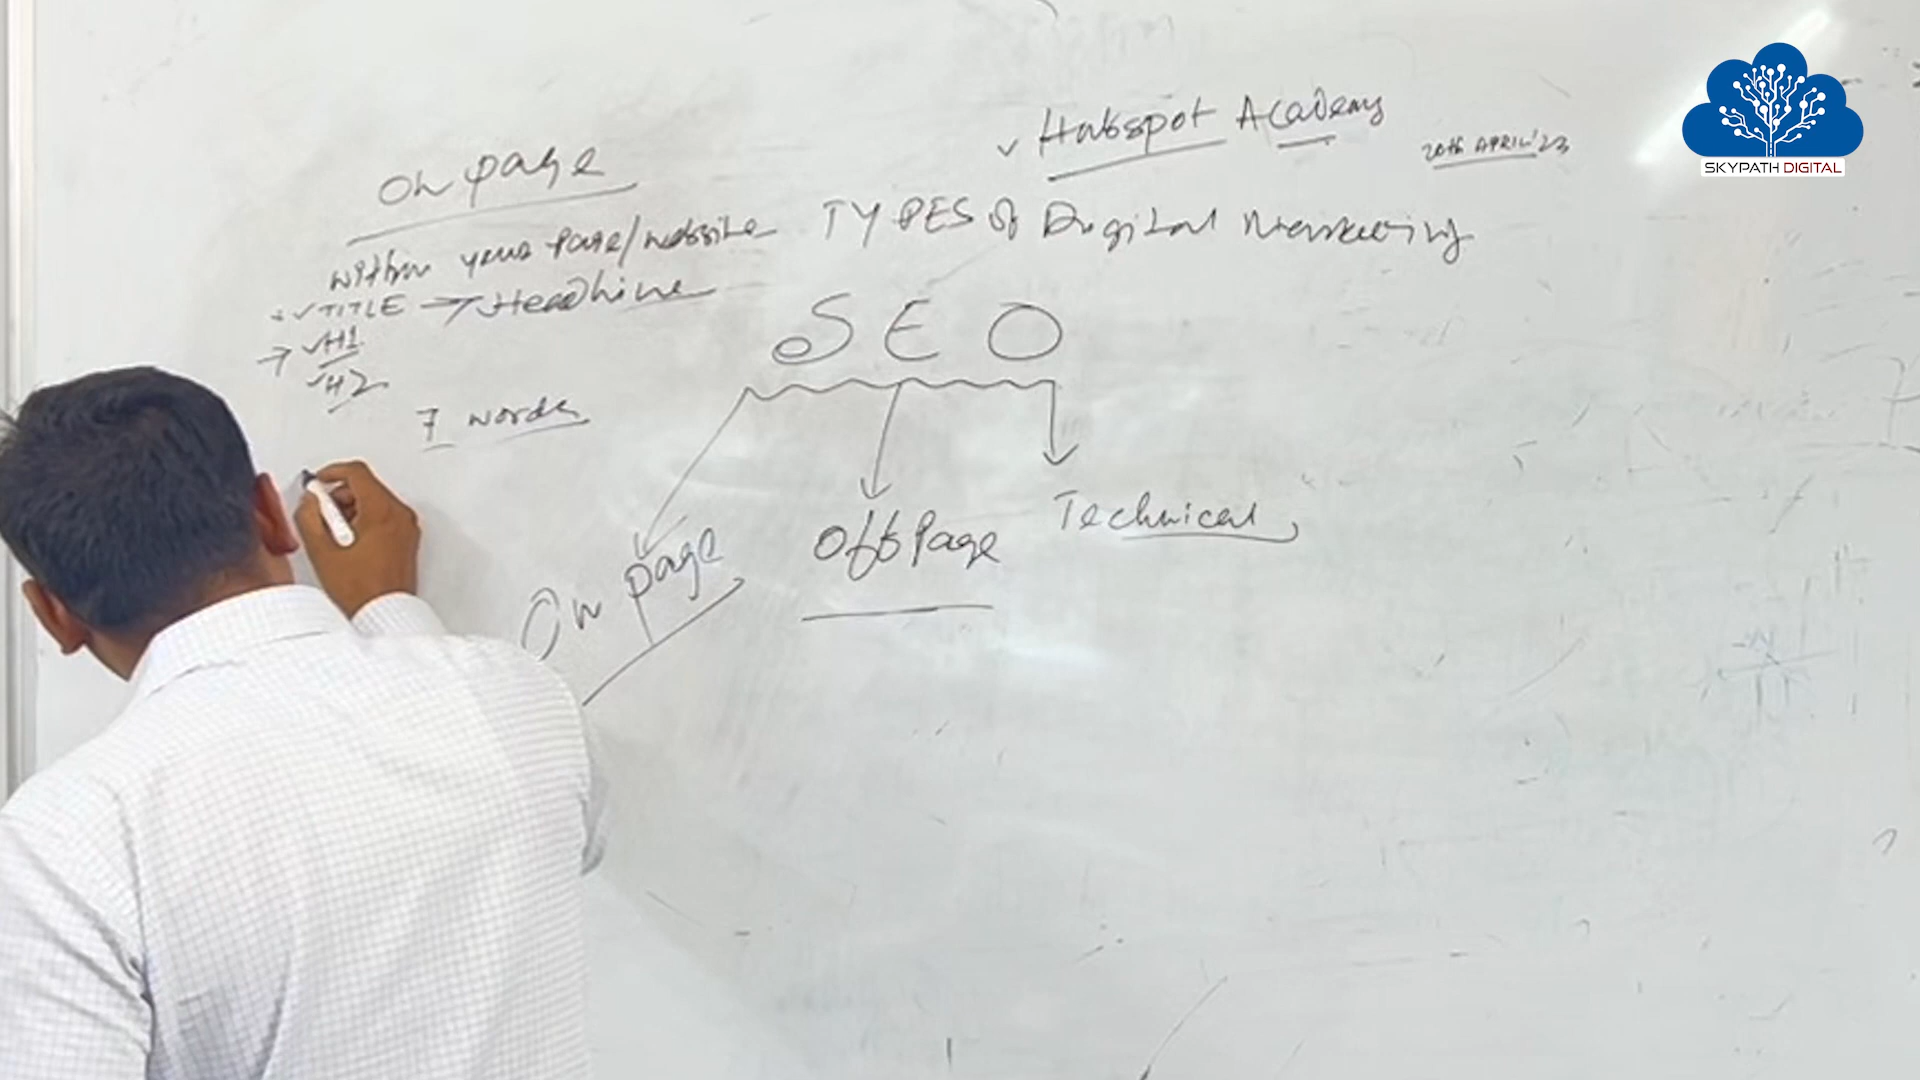 Hubspot Academy
20th APRIL'23
SKYPATH DIGITAL
TYPES of Digital Marketing
SEO
On page
Off Page
Technical
On page
within your Page/website
TITLE → Headline
→ H1
H2
7 words